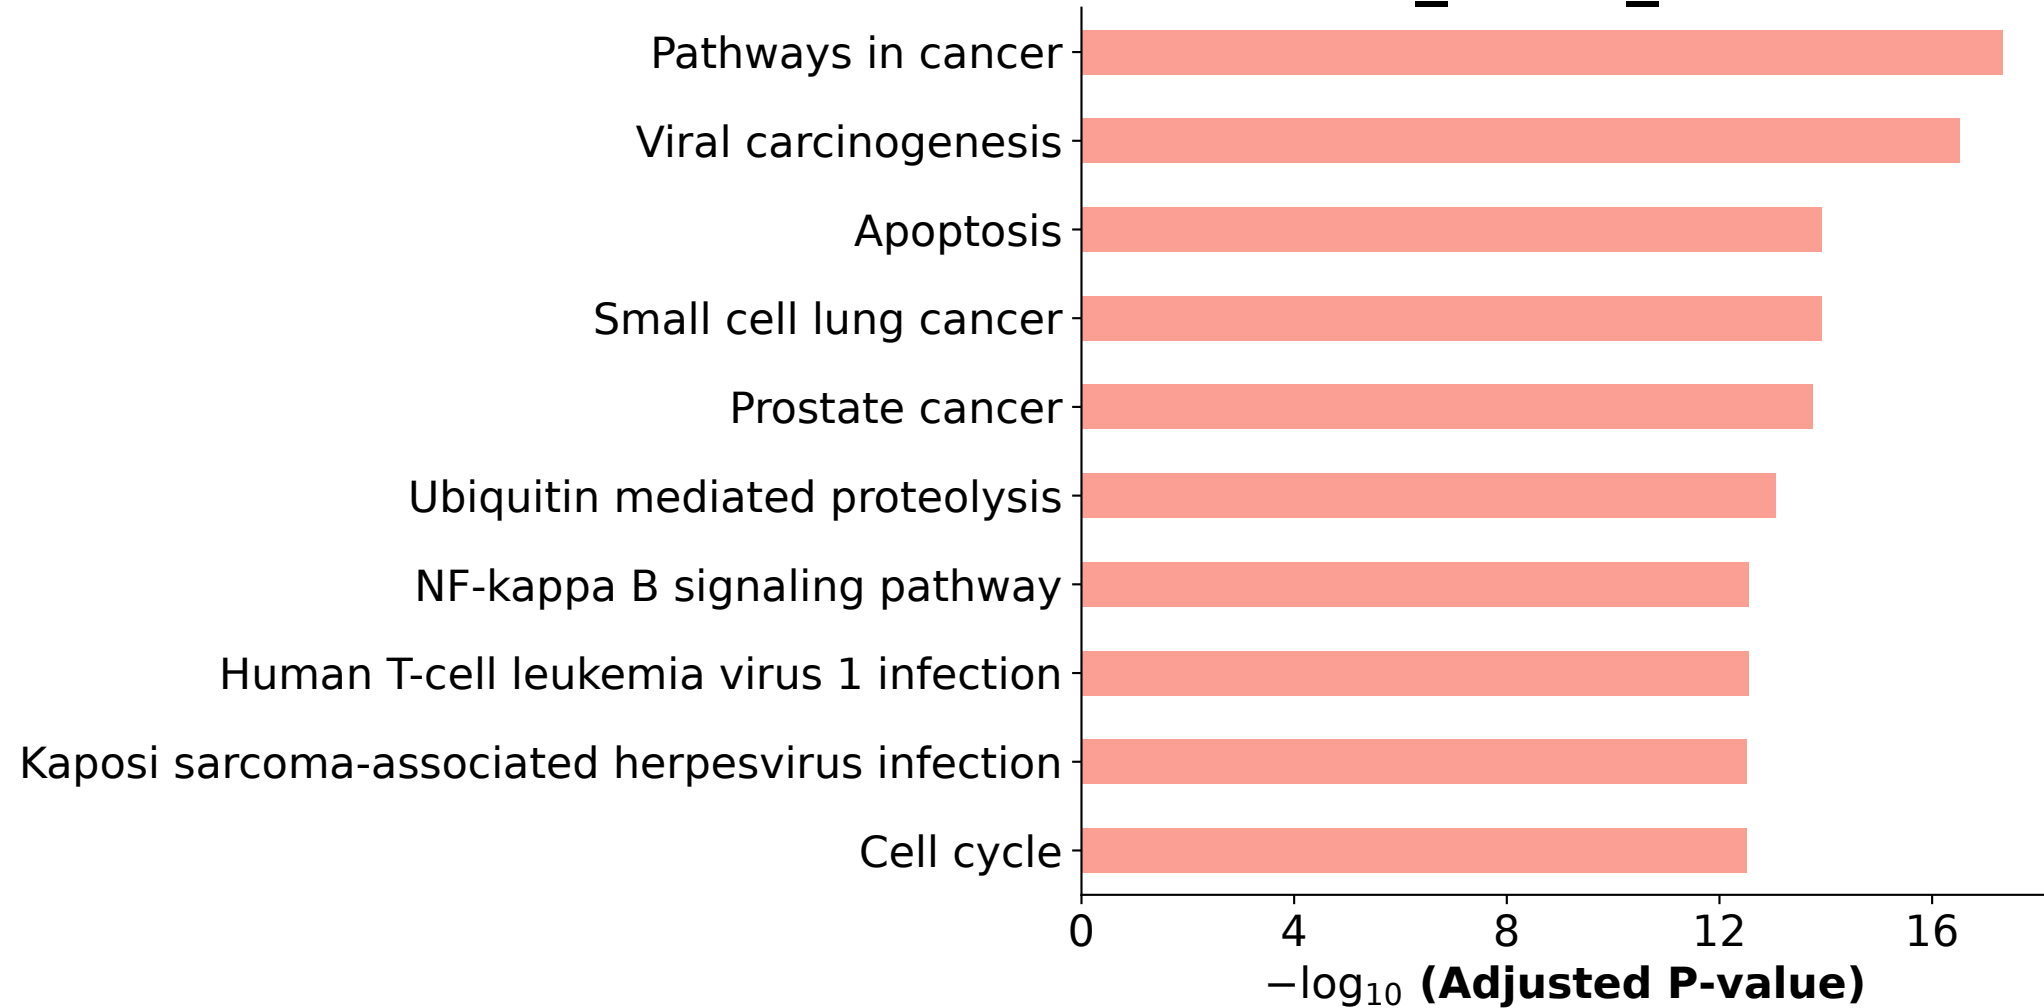 Pathways in cancer
Viral carcinogenesis
Apoptosis
Small cell lung cancer
Prostate cancer
Ubiquitin mediated proteolysis
NF-kappa B signaling pathway
Human T-cell leukemia virus 1 infection
Kaposi sarcoma-associated herpesvirus infection
Cell cycle
0 4 8 12 16
−log₁₀ (Adjusted P-value)